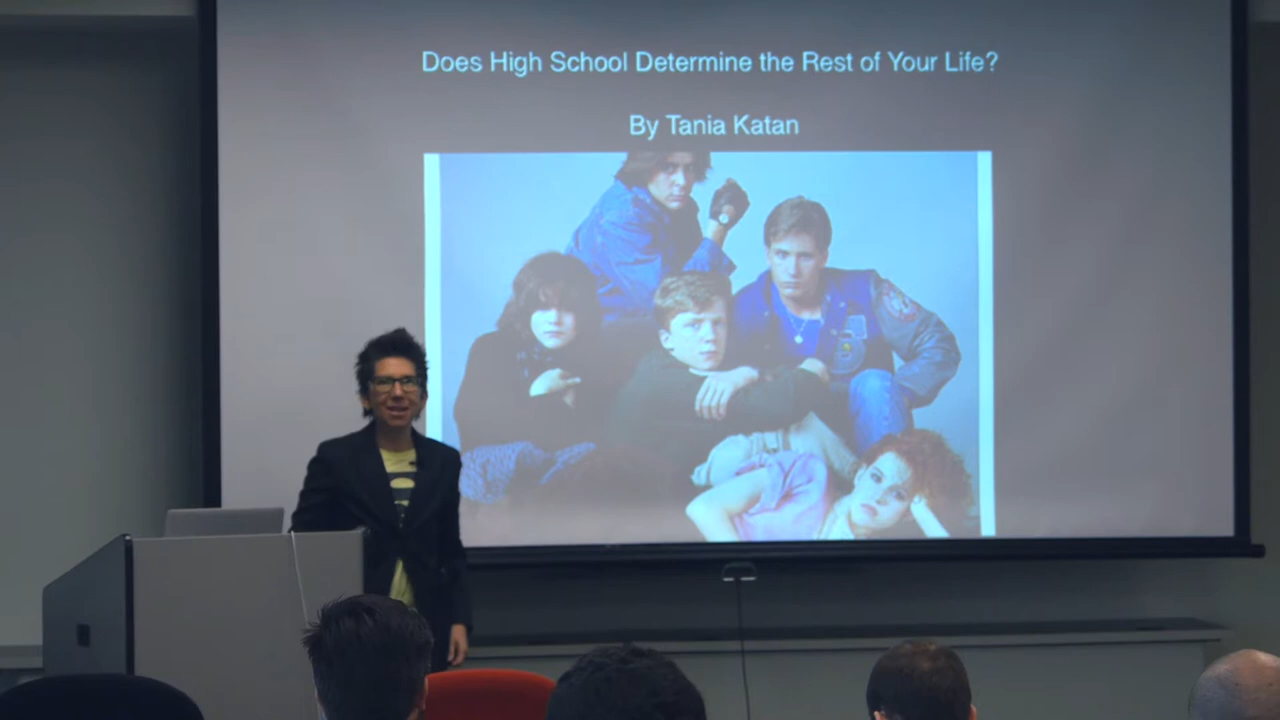 Does High School Determine the Rest of Your Life?
By Tania Katan